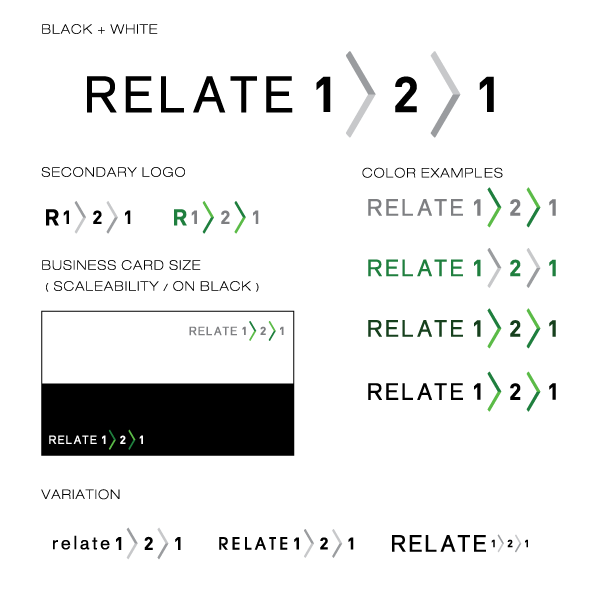 BLACK + WHITE
RELATE 1 2 1
SECONDARY LOGO
R1 2 1
R1 2 1
COLOR EXAMPLES
RELATE 1 2 1
RELATE 1 2 1
RELATE 1 2 1
RELATE 1 2 1
BUSINESS CARD SIZE
( SCALEABILITY / ON BLACK )
RELATE 1 2 1
RELATE 1 2 1
VARIATION
relate 1 2 1
RELATE 1 2 1
RELATE 1 2 1